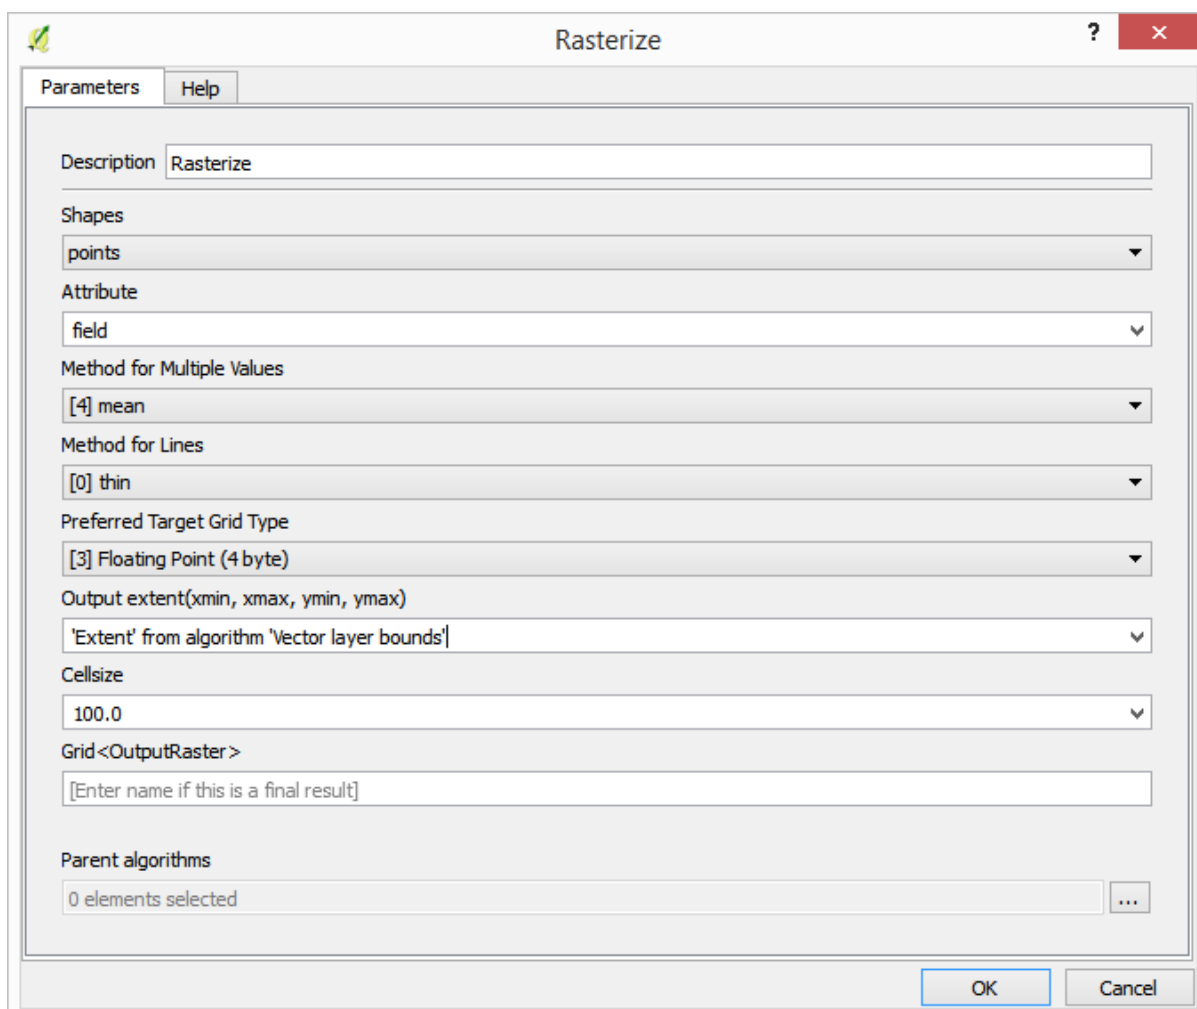 Rasterize
?
×
Parameters Help
Description Rasterize
Shapes
points
Attribute
field
Method for Multiple Values
[4] mean
Method for Lines
[0] thin
Preferred Target Grid Type
[3] Floating Point (4 byte)
Output extent(xmin, xmax, ymin, ymax)
'Extent' from algorithm 'Vector layer bounds'
Cellsize
100.0
Grid<OutputRaster>
[Enter name if this is a final result]
Parent algorithms
0 elements selected ...
OK Cancel